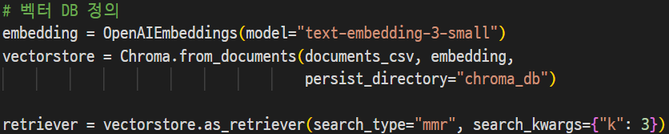 # 벡터 DB 정의
embedding = OpenAIEmbeddings(model="text-embedding-3-small")
vectorstore = Chroma.from_documents(documents_csv, embedding,
                                    persist_directory="chroma_db")

retriever = vectorstore.as_retriever(search_type="mmr", search_kwargs={"k": 3})